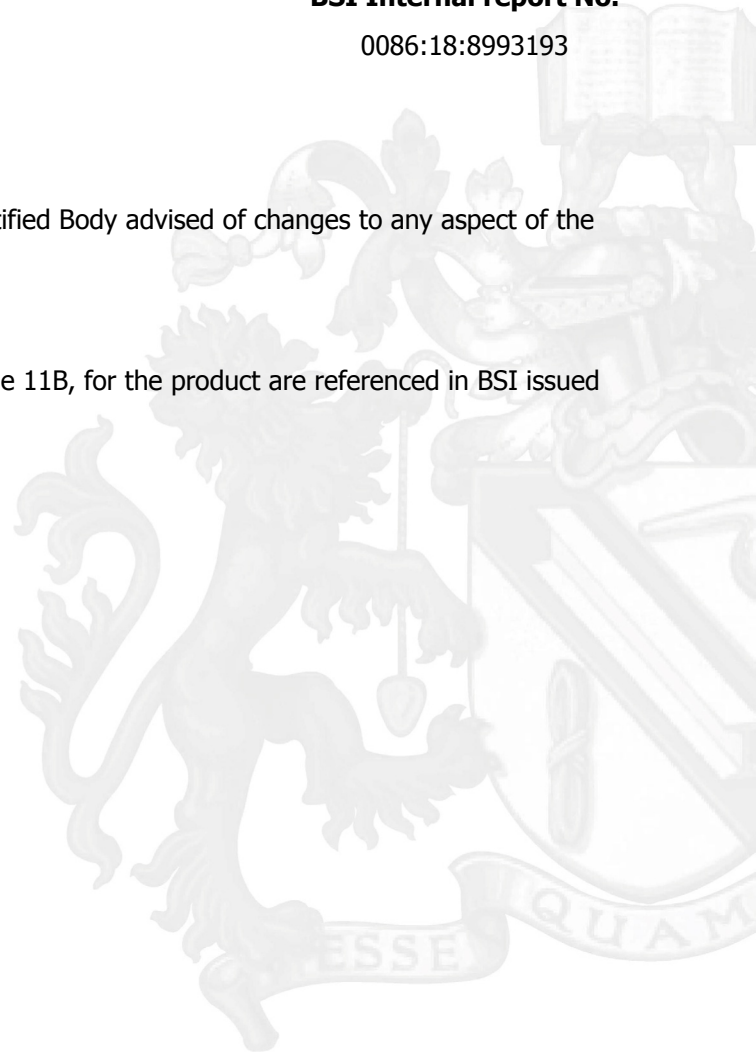 BSI Internal report No.
0086:18:8993193
tified Body advised of changes to any aspect of the
e 11B, for the product are referenced in BSI issued
ESSE
QUAM